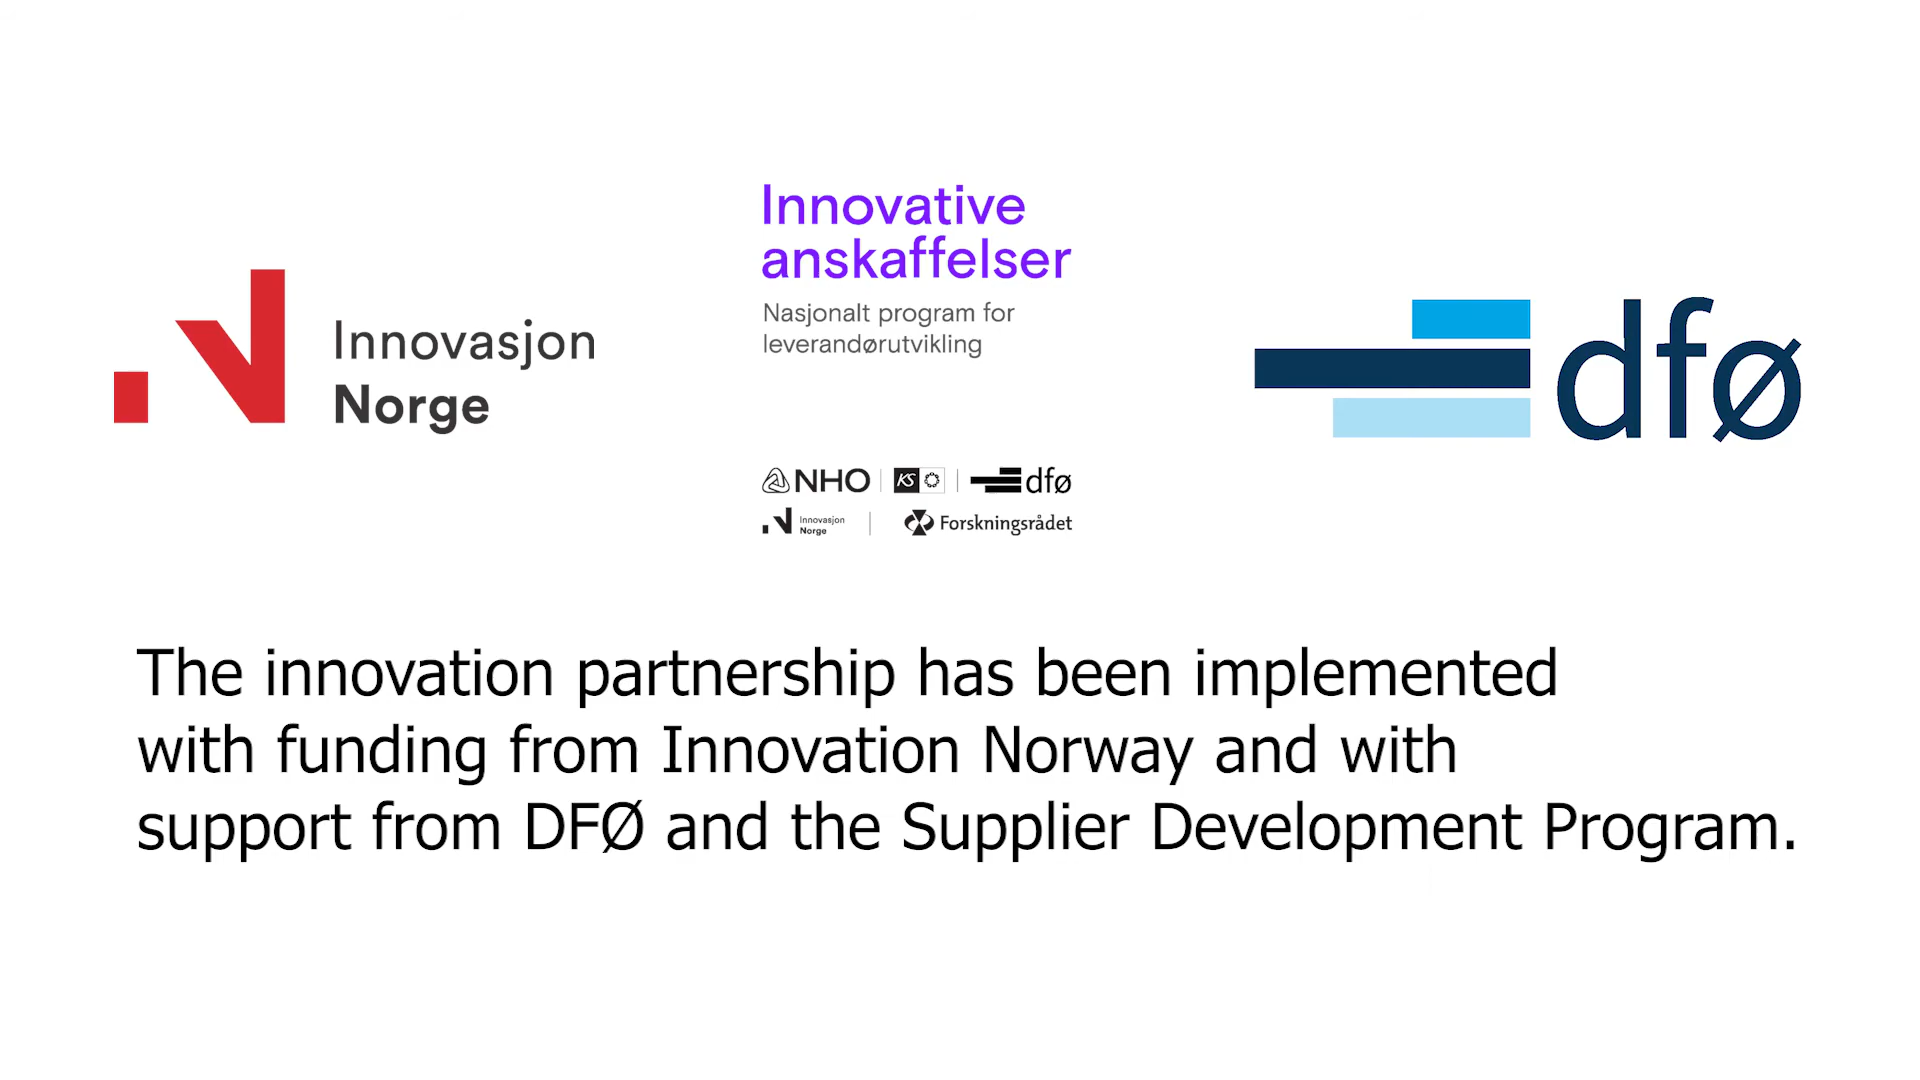 Innovasjon
Norge
Innovative
anskaffelser
Nasjonalt program for
leverandørutvikling
NHO KS dfø
Innovasjon
Norge
Forskningsrådet
dfø
The innovation partnership has been implemented
with funding from Innovation Norway and with
support from DFØ and the Supplier Development Program.